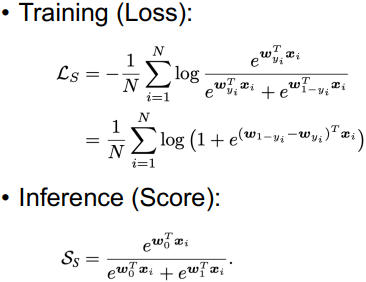 • Training (Loss):
$\mathcal{L}_S = -\frac{1}{N} \sum_{i=1}^{N} \log \frac{e^{\boldsymbol{w}_{y_i}^T \boldsymbol{x}_i}}{e^{\boldsymbol{w}_{y_i}^T \boldsymbol{x}_i} + e^{\boldsymbol{w}_{1-y_i}^T \boldsymbol{x}_i}}$
$= \frac{1}{N} \sum_{i=1}^{N} \log \left(1 + e^{(\boldsymbol{w}_{1-y_i} - \boldsymbol{w}_{y_i})^T \boldsymbol{x}_i}\right)$
• Inference (Score):
$\mathcal{S}_S = \frac{e^{\boldsymbol{w}_0^T \boldsymbol{x}_i}}{e^{\boldsymbol{w}_0^T \boldsymbol{x}_i} + e^{\boldsymbol{w}_1^T \boldsymbol{x}_i}}.$